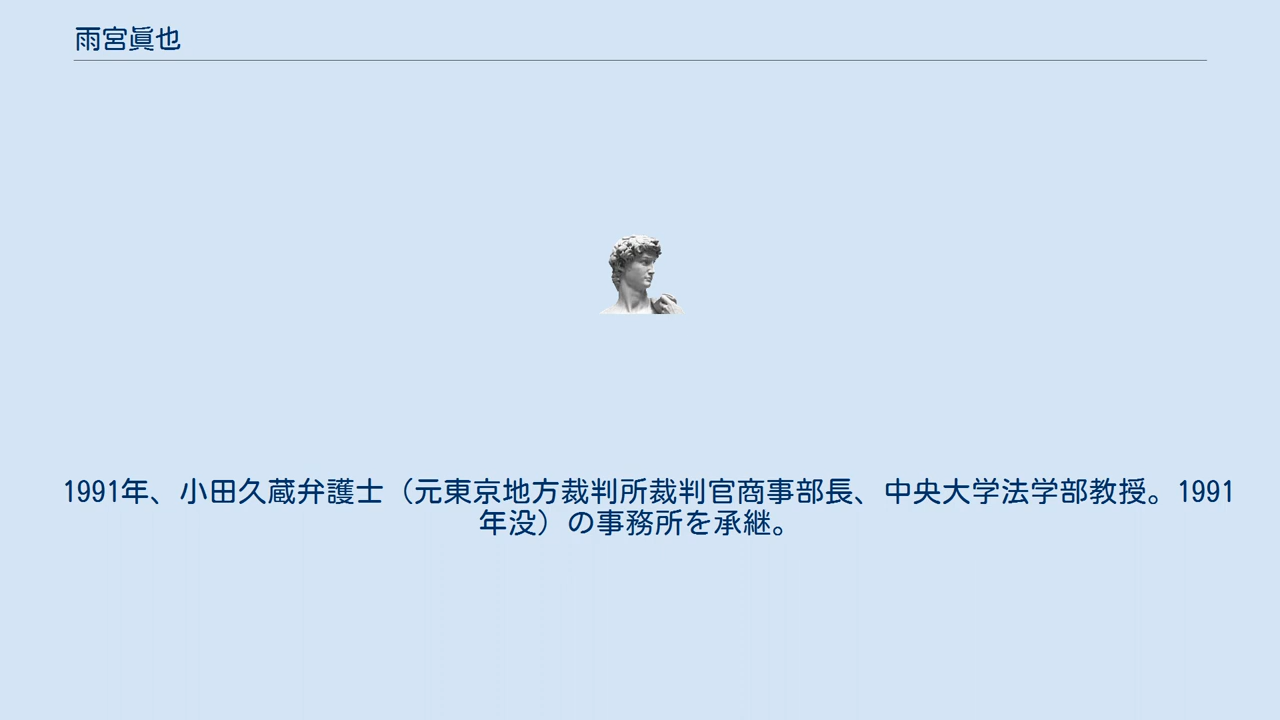 雨宮眞也
1991年、小田久蔵弁護士（元東京地方裁判所裁判官商事部長、中央大学法学部教授。1991
年没）の事務所を承継。